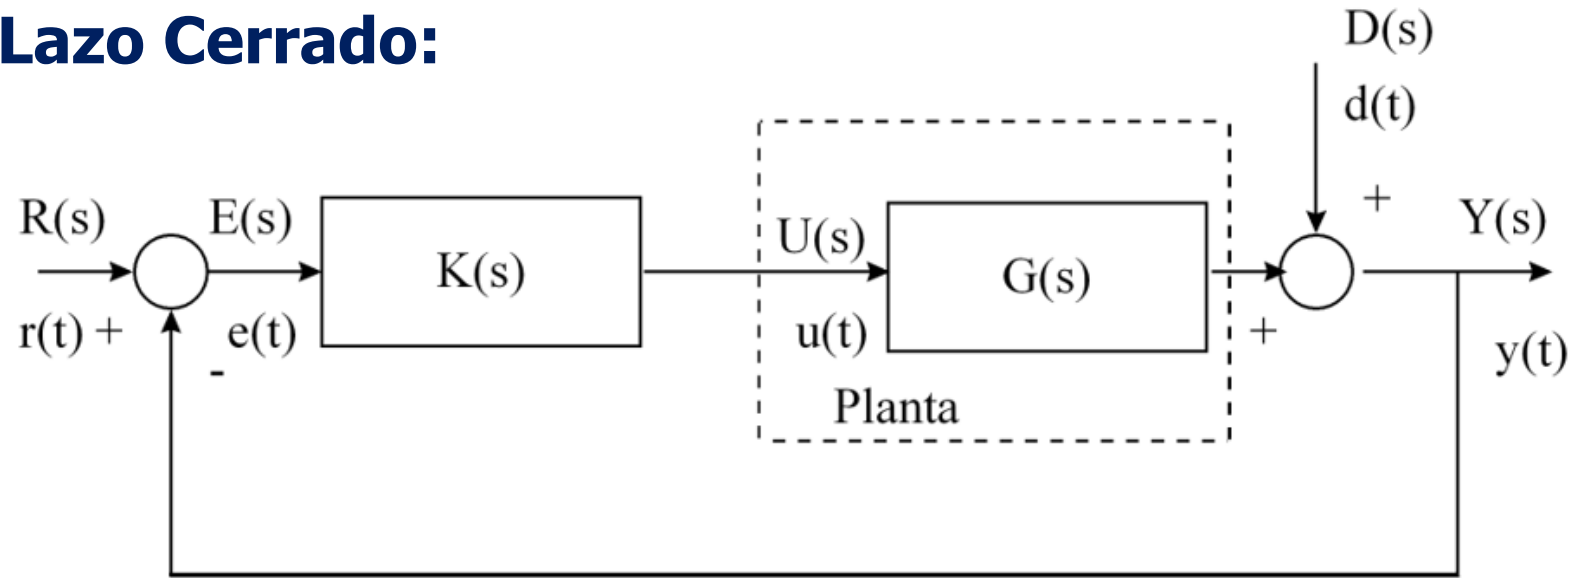 Lazo Cerrado:
D(s)
d(t)
R(s)
E(s)
K(s)
U(s)
G(s)
+
Y(s)
r(t) +
e(t)
-
u(t)
+
y(t)
Planta